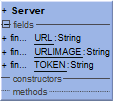 + Server
fields
+ fin... URL:String
+ fin... URLIMAGE:String
+ fin... TOKEN:String
constructors
methods